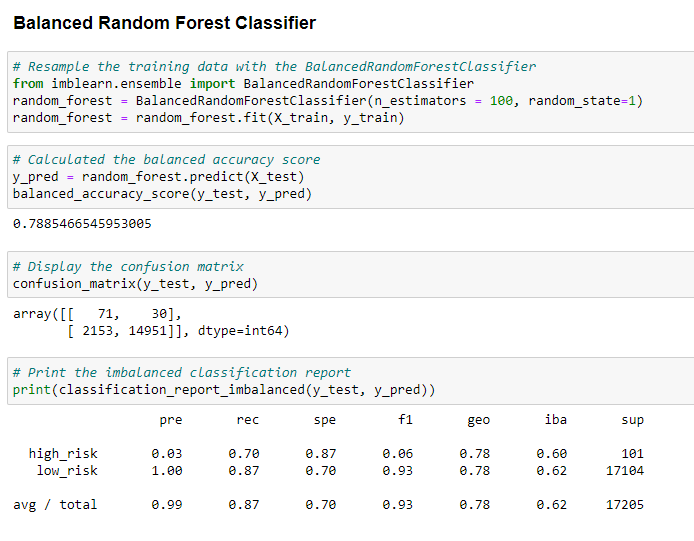 Balanced Random Forest Classifier
# Resample the training data with the BalancedRandomForestClassifier
from imblearn.ensemble import BalancedRandomForestClassifier
random_forest = BalancedRandomForestClassifier(n_estimators = 100, random_state=1)
random_forest = random_forest.fit(X_train, y_train)
# Calculated the balanced accuracy score
y_pred = random_forest.predict(X_test)
balanced_accuracy_score(y_test, y_pred)
0.7885466545953005
# Display the confusion matrix
confusion_matrix(y_test, y_pred)
array([[   71,    30],
       [ 2153, 14951]], dtype=int64)
# Print the imbalanced classification report
print(classification_report_imbalanced(y_test, y_pred))
pre rec spe f1 geo iba sup
high_risk 0.03 0.70 0.87 0.06 0.78 0.60 101
low_risk 1.00 0.87 0.70 0.93 0.78 0.62 17104
avg / total 0.99 0.87 0.70 0.93 0.78 0.62 17205